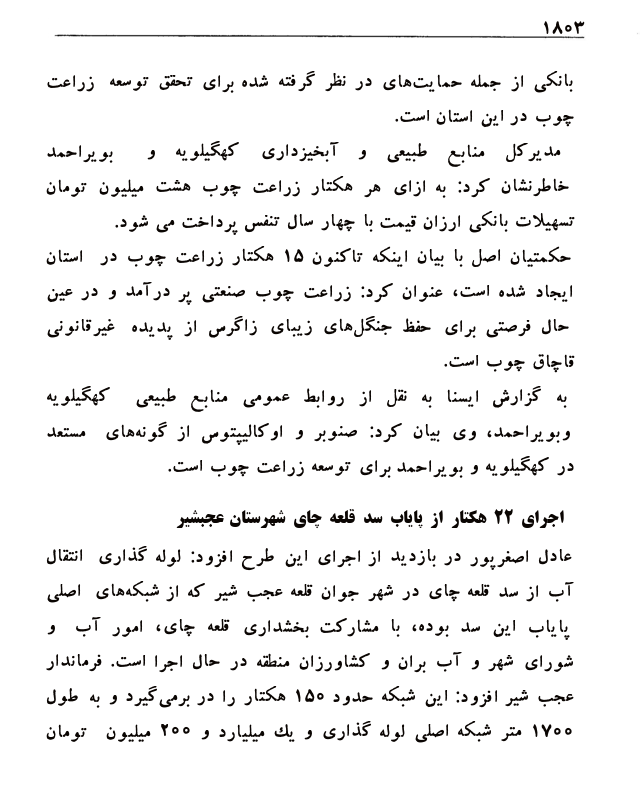 ۱۸۰۳
بانکی از جمله حمایت‌های در نظر گرفته شده برای تحقق توسعه زراعت
چوب در این استان است.
مدیرکل منابع طبیعی و آبخیزداری کهگیلویه و بویراحمد
خاطرنشان کرد: به ازای هر هکتار زراعت چوب هشت میلیون تومان
تسهیلات بانکی ارزان قیمت با چهار سال تنفس پرداخت می شود.
حکمتیان اصل با بیان اینکه تاکنون ۱۵ هکتار زراعت چوب در استان
ایجاد شده است، عنوان کرد: زراعت چوب صنعتی پر درآمد و در عین
حال فرصتی برای حفظ جنگل‌های زیبای زاگرس از پدیده غیرقانونی
قاچاق چوب است.
به گزارش ایسنا به نقل از روابط عمومی منابع طبیعی کهگیلویه
وبویراحمد، وی بیان کرد: صنوبر و اوکالیپتوس از گونه‌های مستعد
در کهگیلویه و بویراحمد برای توسعه زراعت چوب است.
اجرای ۲۲ هکتار از پایاب سد قلعه چای شهرستان عجبشیر
عادل اصغرپور در بازدید از اجرای این طرح افزود: لوله گذاری انتقال
آب از سد قلعه چای در شهر جوان قلعه عجب شیر که از شبکه‌های اصلی
پایاب این سد بوده، با مشارکت بخشداری قلعه چای، امور آب و
شورای شهر و آب بران و کشاورزان منطقه در حال اجرا است. فرماندار
عجب شیر افزود: این شبکه حدود ۱۵۰ هکتار را در برمی‌گیرد و به طول
۱۷۰۰ متر شبکه اصلی لوله گذاری و یك میلیارد و ۲۰۰ میلیون تومان